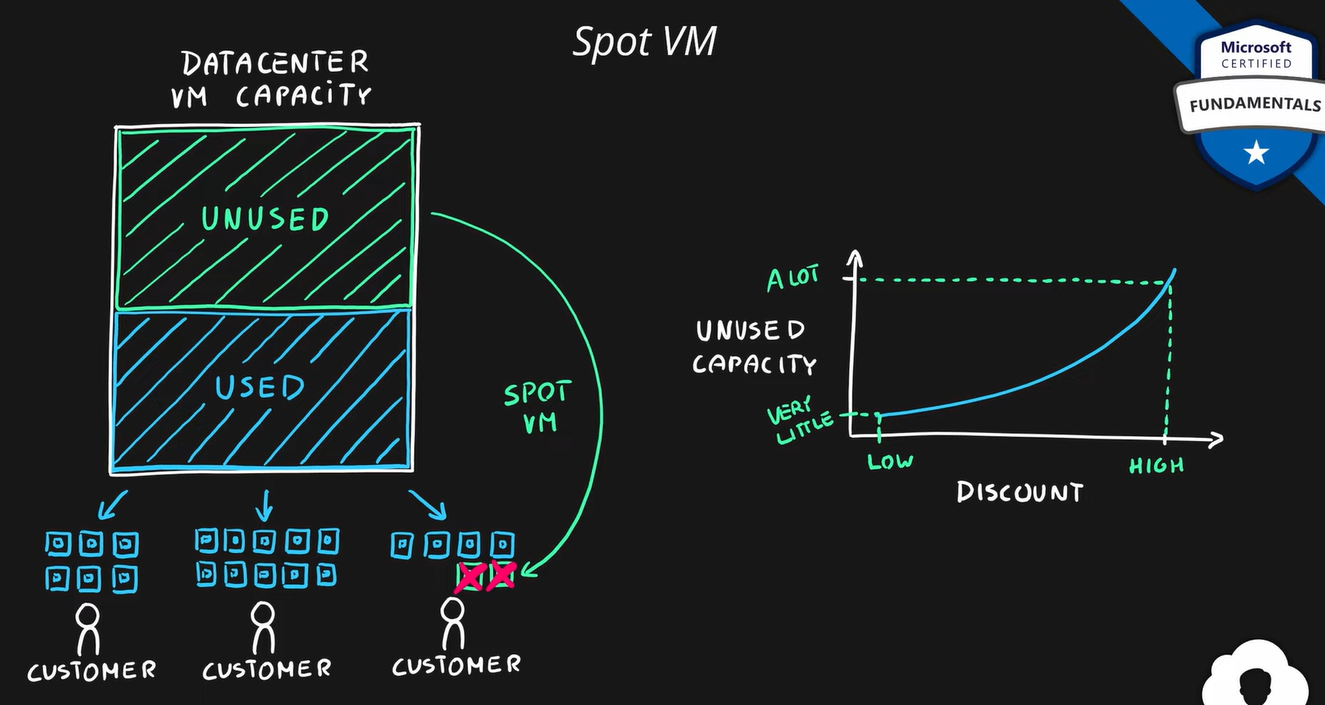 Spot VM
Microsoft
CERTIFIED
FUNDAMENTALS
DATACENTER
VM CAPACITY
UNUSED
USED
SPOT
VM
CUSTOMER
CUSTOMER
CUSTOMER
A LOT
UNUSED
CAPACITY
VERY
LITTLE
LOW
HIGH
DISCOUNT